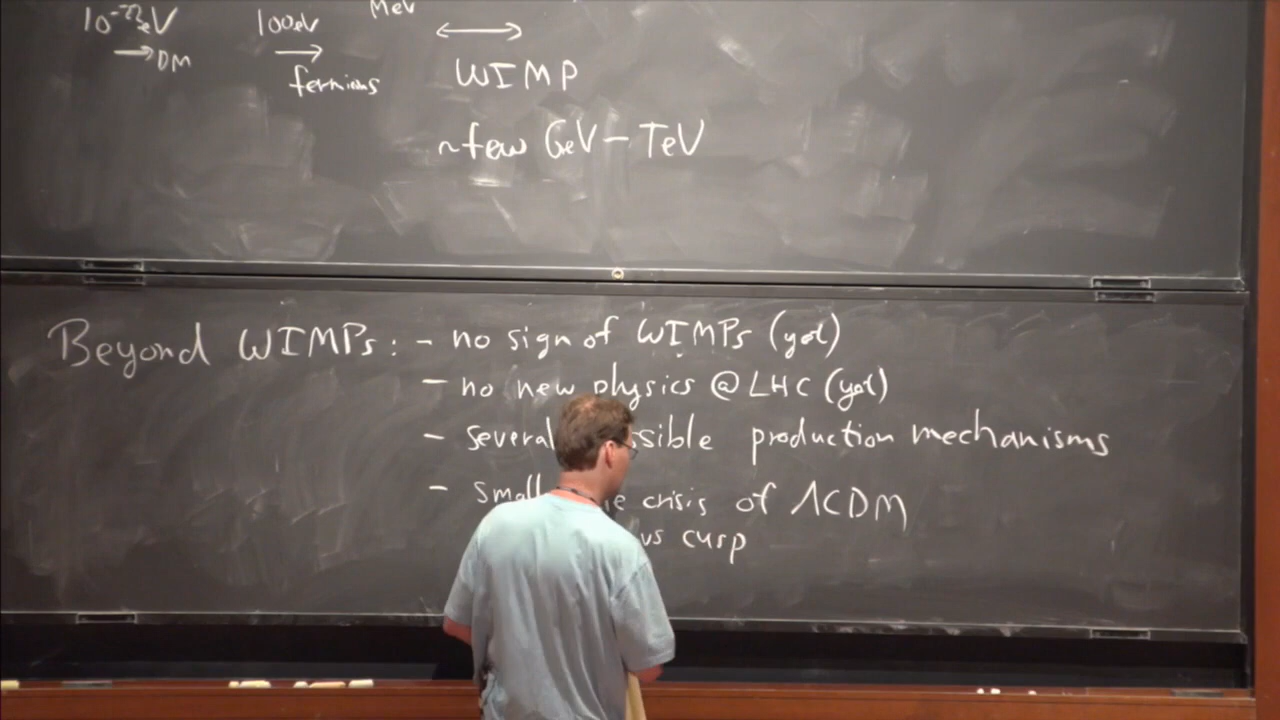 10⁻²²eV 100eV MeV
→DM → ↔
fermions WIMP
~few GeV – TeV
Beyond WIMPs: - no sign of WIMPs (yet)
- no new physics @ LHC (yet)
- several production mechanisms
- crisis of ΛCDM
vs cusp